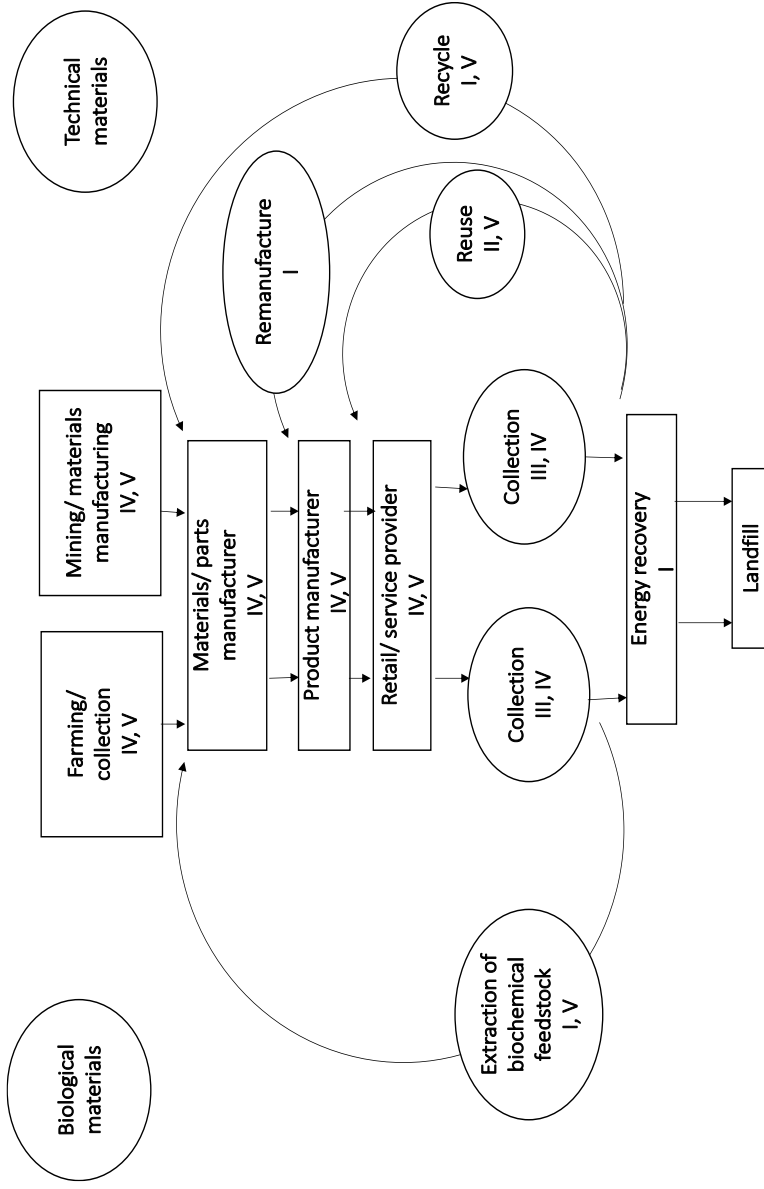 Biological
materials
Technical
materials
Farming/
collection
IV, V
Mining/ materials
manufacturing
IV, V
Materials/ parts
manufacturer
IV, V
Remanufacture
I
Product manufacturer
IV, V
Retail/ service provider
IV, V
Recycle
I, V
Reuse
II, V
Collection
III, IV
Collection
III, IV
Extraction of
biochemical
feedstock
I, V
Energy recovery
I
Landfill